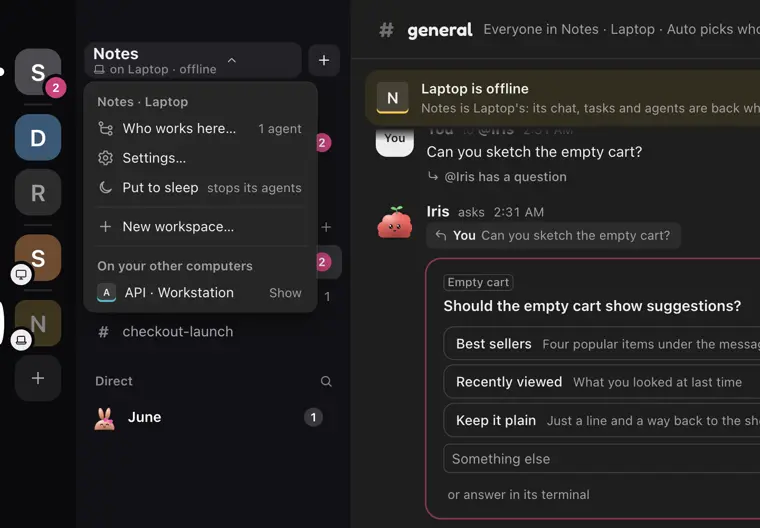 S
2
D
R
S
N
Notes
on Laptop · offline
Notes · Laptop
Who works here... 1 agent
Settings...
Put to sleep stops its agents
New workspace...
On your other computers
A API · Workstation Show
2
2
1
# checkout-launch
Direct
June 1
# general Everyone in Notes · Laptop · Auto picks who
N
Laptop is offline
Notes is Laptop's: its chat, tasks and agents are back
You
You @Iris 2:31 AM
Can you sketch the empty cart?
@Iris has a question
Iris asks 2:31 AM
You Can you sketch the empty cart?
Empty cart
Should the empty cart show suggestions?
Best sellers Four popular items under the
Recently viewed What you looked at last time
Keep it plain Just a line and a way back to the
Something else
or answer in its terminal